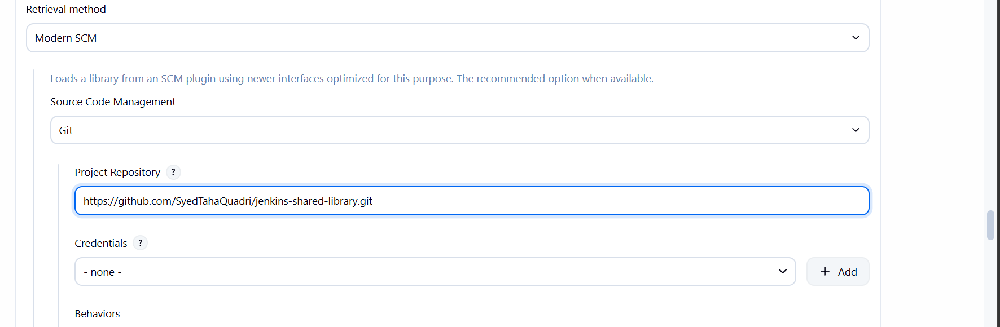 Retrieval method
Modern SCM
Loads a library from an SCM plugin using newer interfaces optimized for this purpose. The recommended option when available.
Source Code Management
Git
Project Repository ?
https://github.com/SyedTahaQuadri/jenkins-shared-library.git
Credentials ?
- none -
+ Add
Behaviors